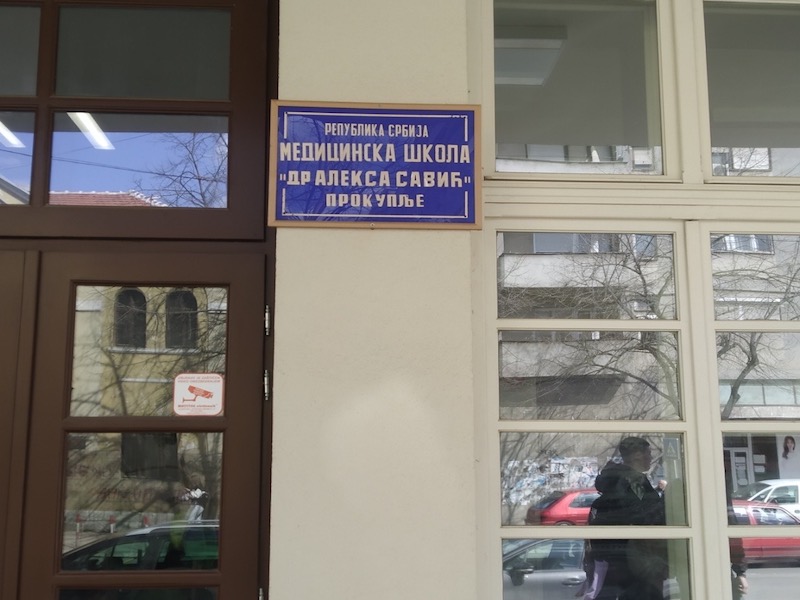 РЕПУБЛИКА СРБИЈА
МЕДИЦИНСКА ШКОЛА
"ДР АЛЕКСА САВИЋ"
ПРОКУПЉЕ